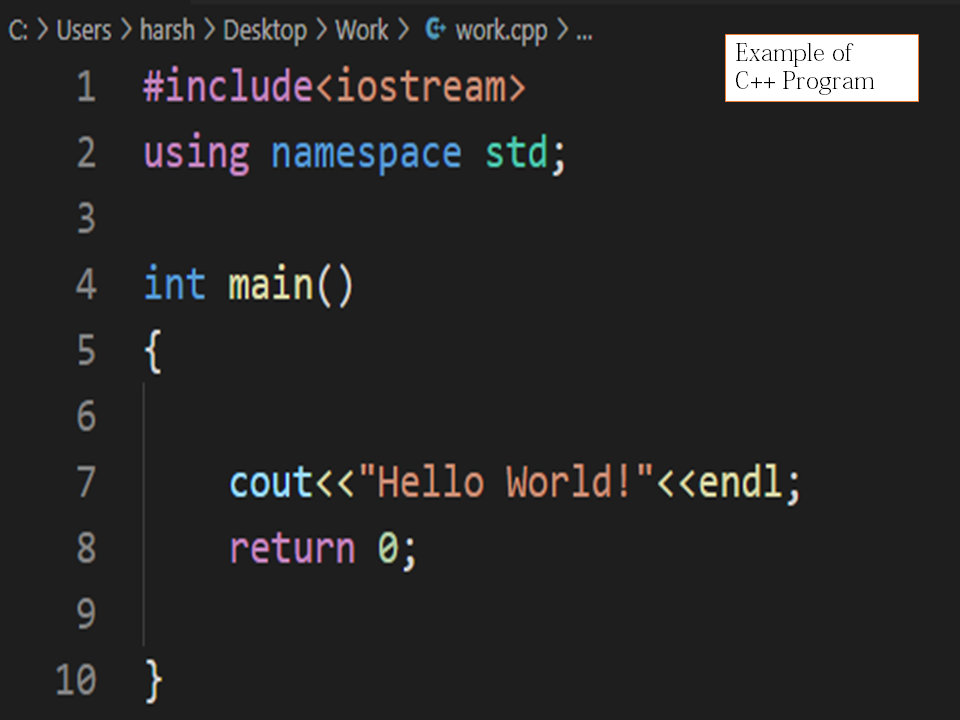 C: > Users > harsh > Desktop > Work > work.cpp > ...
Example of
C++ Program
1 #include<iostream>
2 using namespace std;
3
4 int main()
5 {
6
7 cout<<"Hello World!"<<endl;
8 return 0;
9
10 }